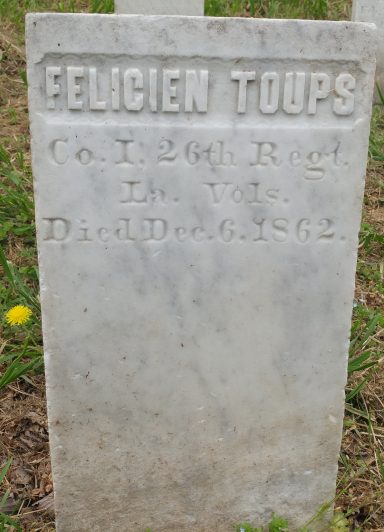 FELICIEN TOUPS
Co. I. 26th Regt.
La. Vols.
Died Dec. 6. 1862.